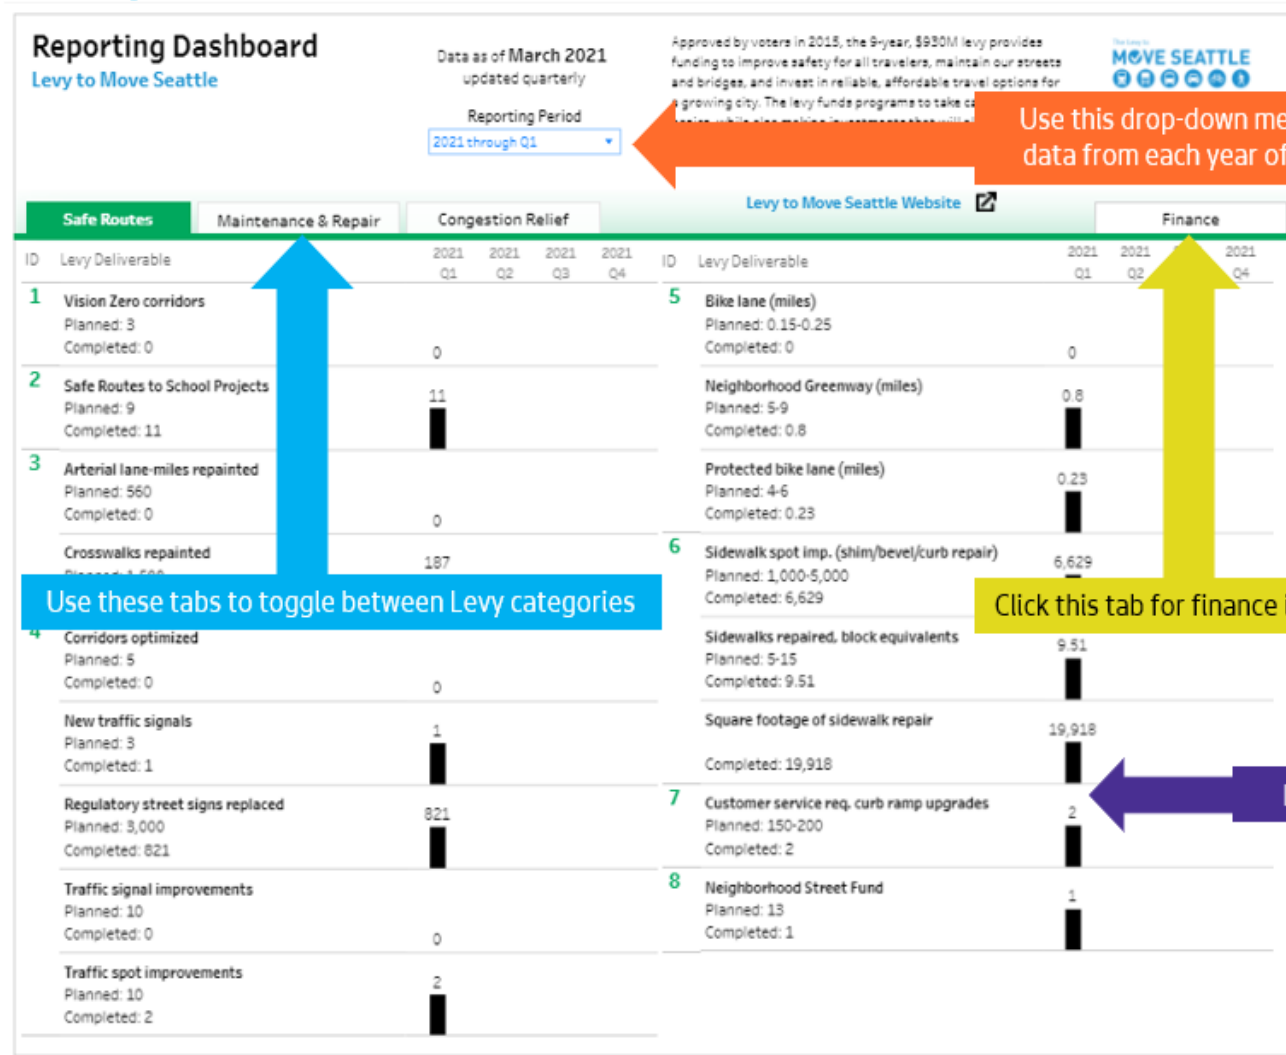 Reporting Dashboard
Levy to Move Seattle
Data as of March 2021
updated quarterly
Reporting Period
2021 through Q1
Approved by voters in 2015, the 9-year, $930M levy provides
funding to improve safety for all travelers, maintain our streets
and bridges, and invest in reliable, affordable travel options for
growing city. The levy funds programs to take
The Levy to
MOVE SEATTLE
Use this drop-down me
data from each year of
Levy to Move Seattle Website
Safe Routes
Maintenance & Repair
Congestion Relief
Finance
ID Levy Deliverable 2021 Q1 2021 Q2 2021 Q3 2021 Q4
1 Vision Zero corridors
Planned: 3
Completed: 0
0
2 Safe Routes to School Projects
Planned: 9
Completed: 11
11
3 Arterial lane-miles repainted
Planned: 560
Completed: 0
0
Crosswalks repainted
187
Use these tabs to toggle between Levy categories
4 Corridors optimized
Planned: 5
Completed: 0
0
New traffic signals
Planned: 3
Completed: 1
1
Regulatory street signs replaced
Planned: 3,000
Completed: 821
821
Traffic signal improvements
Planned: 10
Completed: 0
0
Traffic spot improvements
Planned: 10
Completed: 2
2
ID Levy Deliverable 2021 Q1 2021 Q2 2021 Q4
5 Bike lane (miles)
Planned: 0.15-0.25
Completed: 0
0
Neighborhood Greenway (miles)
Planned: 5-9
Completed: 0.8
0.8
Protected bike lane (miles)
Planned: 4-6
Completed: 0.23
0.23
6 Sidewalk spot imp. (shim/bevel/curb repair)
Planned: 1,000-5,000
Completed: 6,629
6,629
Click this tab for finance i
Sidewalks repaired, block equivalents
Planned: 5-15
Completed: 9.51
9.51
Square footage of sidewalk repair
Completed: 19,918
19,918
7 Customer service req. curb ramp upgrades
Planned: 150-200
Completed: 2
2
8 Neighborhood Street Fund
Planned: 13
Completed: 1
1